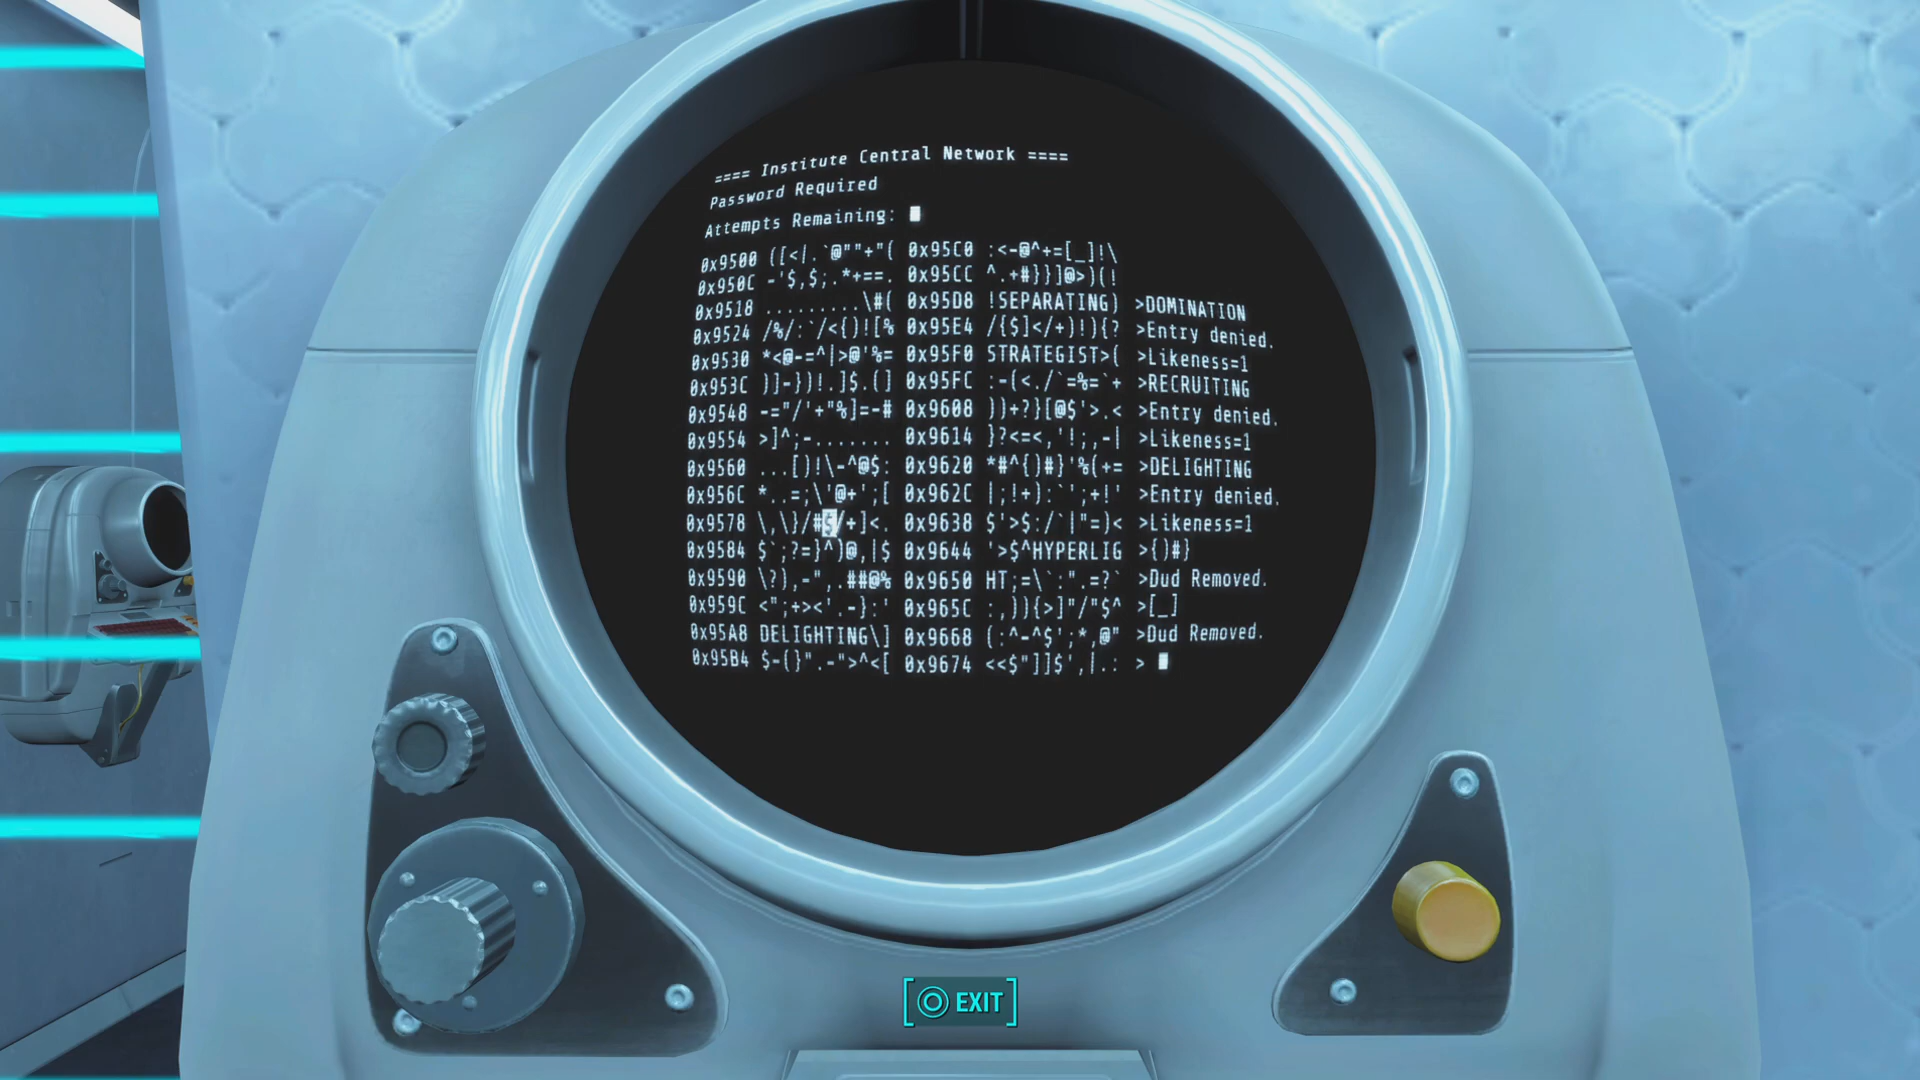 ==== Institute Central Network ====
Password Required
Attempts Remaining: ■
0x9500 ([<|.`@""+"( 0x95C0 :<-@^+=[_]!\
0x950C -'$,$;.*+==. 0x95CC ^.+#}}]@>)(!
0x9518 .........\#( 0x95D8 !SEPARATING) >DOMINATION
0x9524 /%/:`/<{)![% 0x95E4 /{$]</+)!){? >Entry denied.
0x9530 *<@-=^|>@'%= 0x95F0 STRATEGIST>( >Likeness=1
0x953C )]-})!.]$.(] 0x95FC :-(<./`=%=`+ >RECRUITING
0x9548 -="/'+"%]=-# 0x9608 ))+?}[@$'>.< >Entry denied.
0x9554 >]^;-....... 0x9614 }?<=<,'!;,-| >Likeness=1
0x9560 ...[)!\-^@$: 0x9620 *#^{)#}'%(+= >DELIGHTING
0x956C *..=;\'@+';[ 0x962C |;!+):`';+!' >Entry denied.
0x9578 \,\}/#$/+]<. 0x9638 $'>$:/`|"=)< >Likeness=1
0x9584 $`;?=}^)@,|$ 0x9644 '>$^HYPERLIG >{)#}
0x9590 \?),-",.##@% 0x9650 HT;=\`:".=?` >Dud Removed.
0x959C <";+><'.-}:' 0x965C :,)){>]"/"$^ >[_]
0x95A8 DELIGHTING\] 0x9668 (:^-^$';*,@" >Dud Removed.
0x95B4 $-(}".-">^<[ 0x9674 <<$"]]$',|.: > ■
EXIT